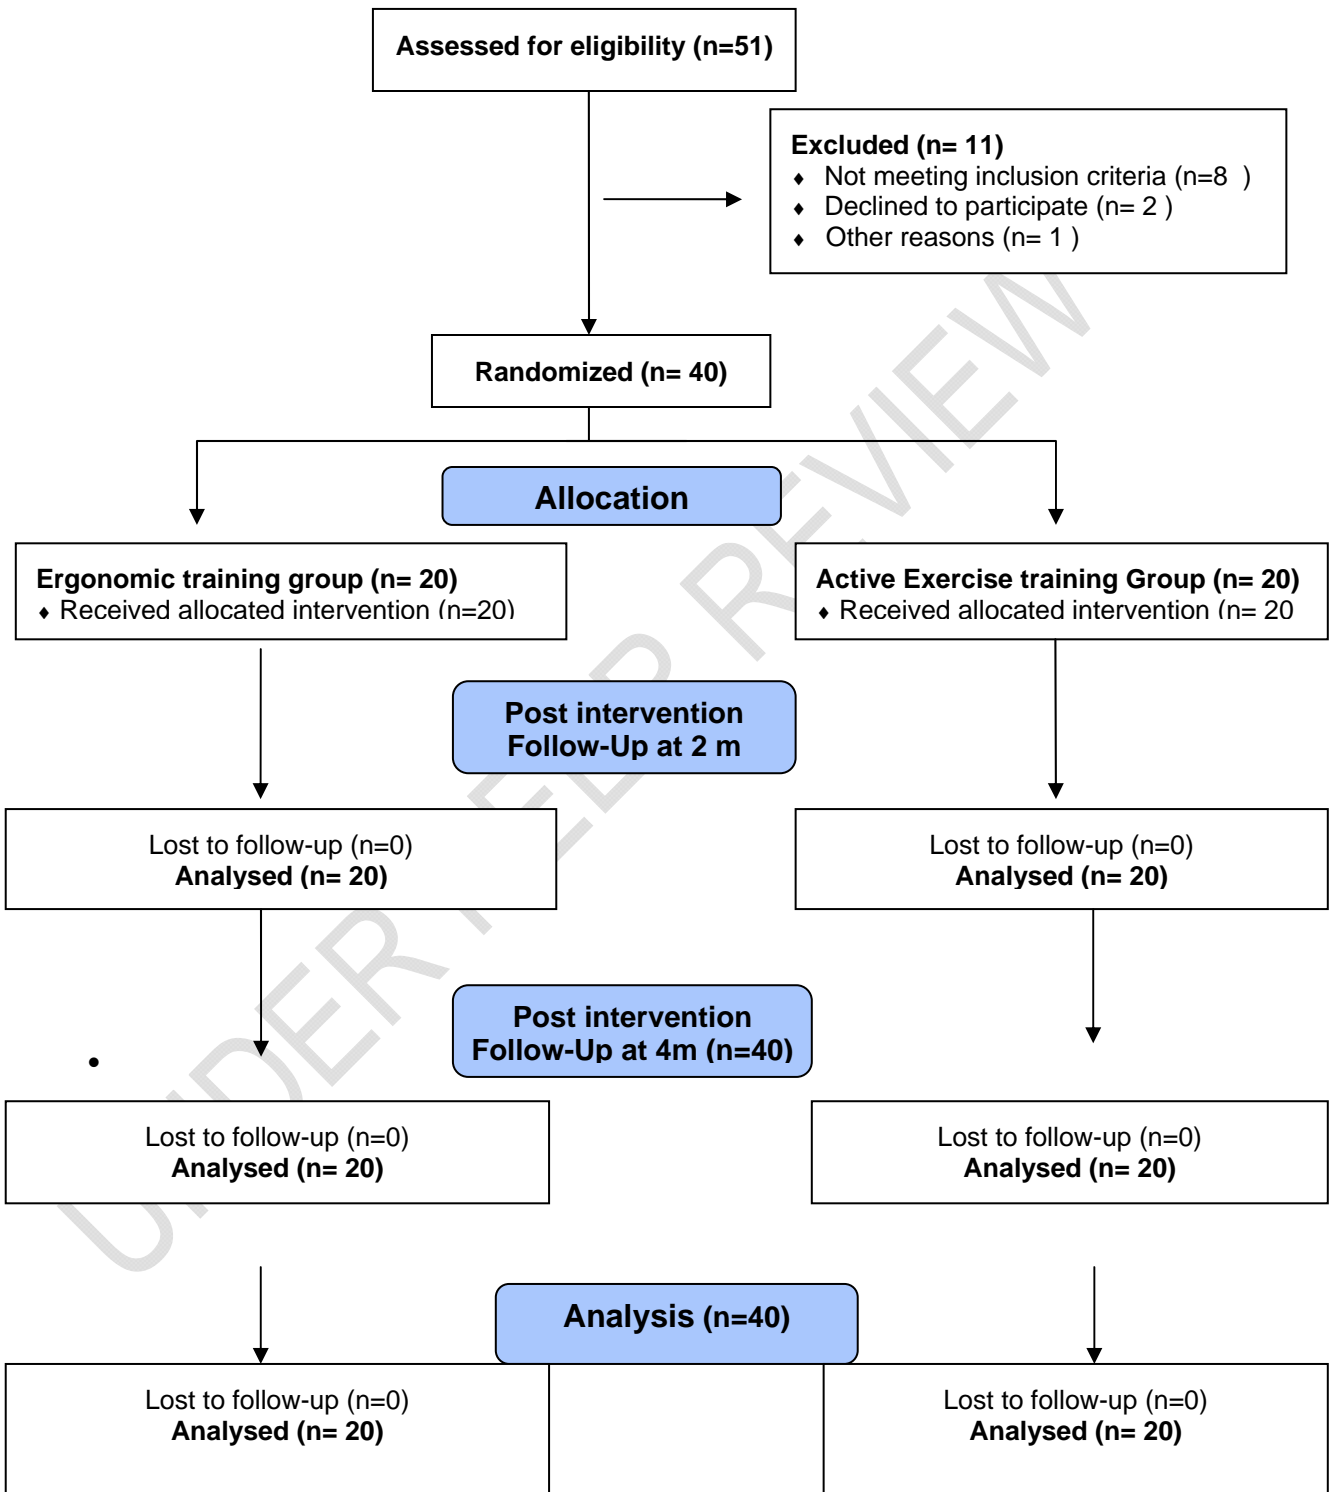 Assessed for eligibility (n=51)
Excluded (n= 11)
♦ Not meeting inclusion criteria (n=8 )
♦ Declined to participate (n= 2 )
♦ Other reasons (n= 1 )
Randomized (n= 40)
Allocation
Ergonomic training group (n= 20)
♦ Received allocated intervention (n=20)
Active Exercise training Group (n= 20)
♦ Received allocated intervention (n= 20
Post intervention
Follow-Up at 2 m
Lost to follow-up (n=0)
Analysed (n= 20)
Lost to follow-up (n=0)
Analysed (n= 20)
Post intervention
Follow-Up at 4m (n=40)
•
Lost to follow-up (n=0)
Analysed (n= 20)
Lost to follow-up (n=0)
Analysed (n= 20)
Analysis (n=40)
Lost to follow-up (n=0)
Analysed (n= 20)
Lost to follow-up (n=0)
Analysed (n= 20)
UNDER PEER REVIEW